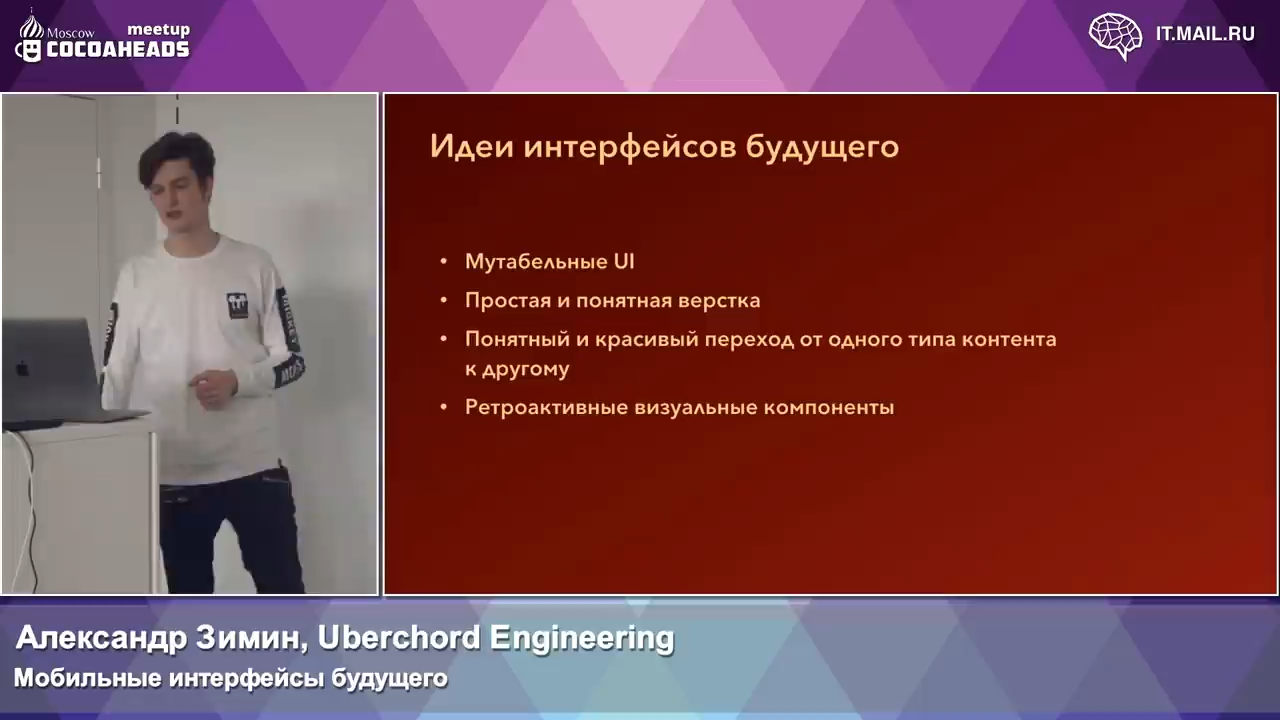 Moscow
meetup
COCOAHEADS
IT.MAIL.RU
Идеи интерфейсов будущего
• Мутабельные UI
• Простая и понятная верстка
• Понятный и красивый переход от одного типа контента
к другому
• Ретроактивные визуальные компоненты
Александр Зимин, Uberchord Engineering
Мобильные интерфейсы будущего